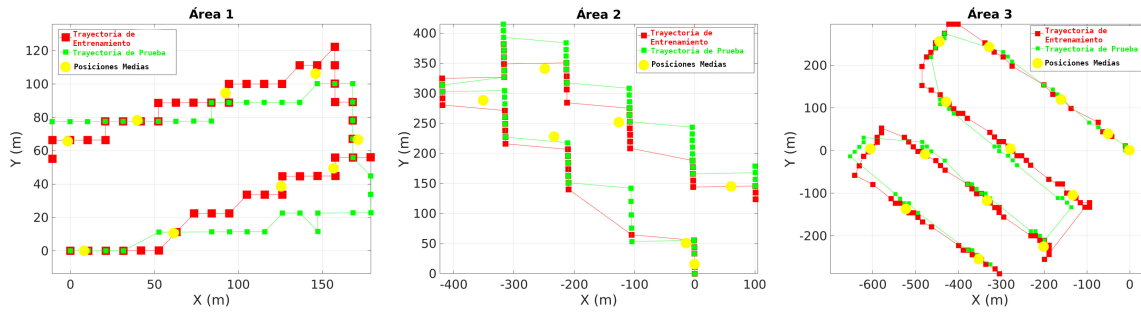 Área 1
Trayectoria de
Entrenamiento
Trayectoria de Prueba
Posiciones Medias
Y (m)
120
100
80
60
40
20
0
0
50
100
150
X (m)
Área 2
Trayectoria de
Entrenamiento
Trayectoria de Prueba
Posiciones Medias
Y (m)
400
350
300
250
200
150
100
50
0
-400
-300
-200
-100
0
100
X (m)
Área 3
Trayectoria de
Entrenamiento
Trayectoria de Prueba
Posiciones Medias
Y (m)
200
100
0
-100
-200
-600
-500
-400
-300
-200
-100
0
X (m)